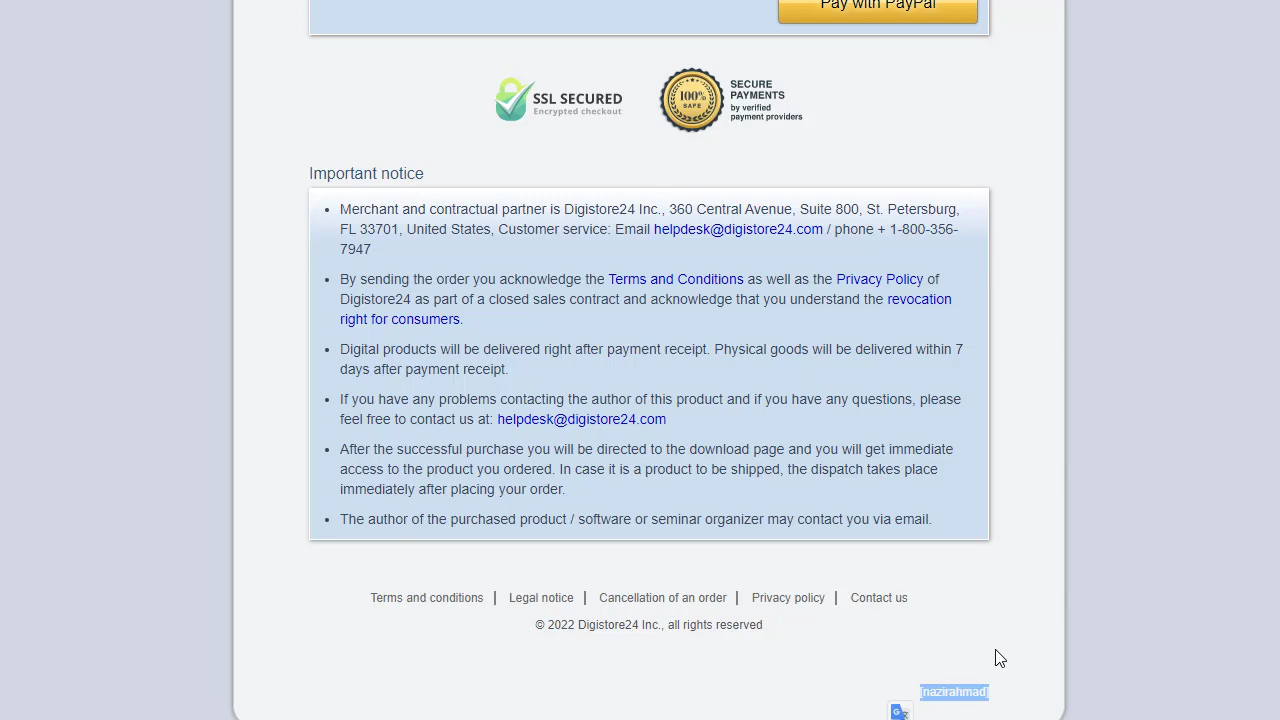 Pay with PayPal
SSL SECURED
Encrypted checkout
100%
SAFE
SECURE
PAYMENTS
by verified
payment providers
Important notice
Merchant and contractual partner is Digistore24 Inc., 360 Central Avenue, Suite 800, St. Petersburg,
FL 33701, United States, Customer service: Email helpdesk@digistore24.com / phone + 1-800-356-
7947
By sending the order you acknowledge the Terms and Conditions as well as the Privacy Policy of
Digistore24 as part of a closed sales contract and acknowledge that you understand the revocation
right for consumers.
Digital products will be delivered right after payment receipt. Physical goods will be delivered within 7
days after payment receipt.
If you have any problems contacting the author of this product and if you have any questions, please
feel free to contact us at: helpdesk@digistore24.com
After the successful purchase you will be directed to the download page and you will get immediate
access to the product you ordered. In case it is a product to be shipped, the dispatch takes place
immediately after placing your order.
The author of the purchased product / software or seminar organizer may contact you via email.
Terms and conditions | Legal notice | Cancellation of an order | Privacy policy | Contact us
© 2022 Digistore24 Inc., all rights reserved
[nazirahmad]